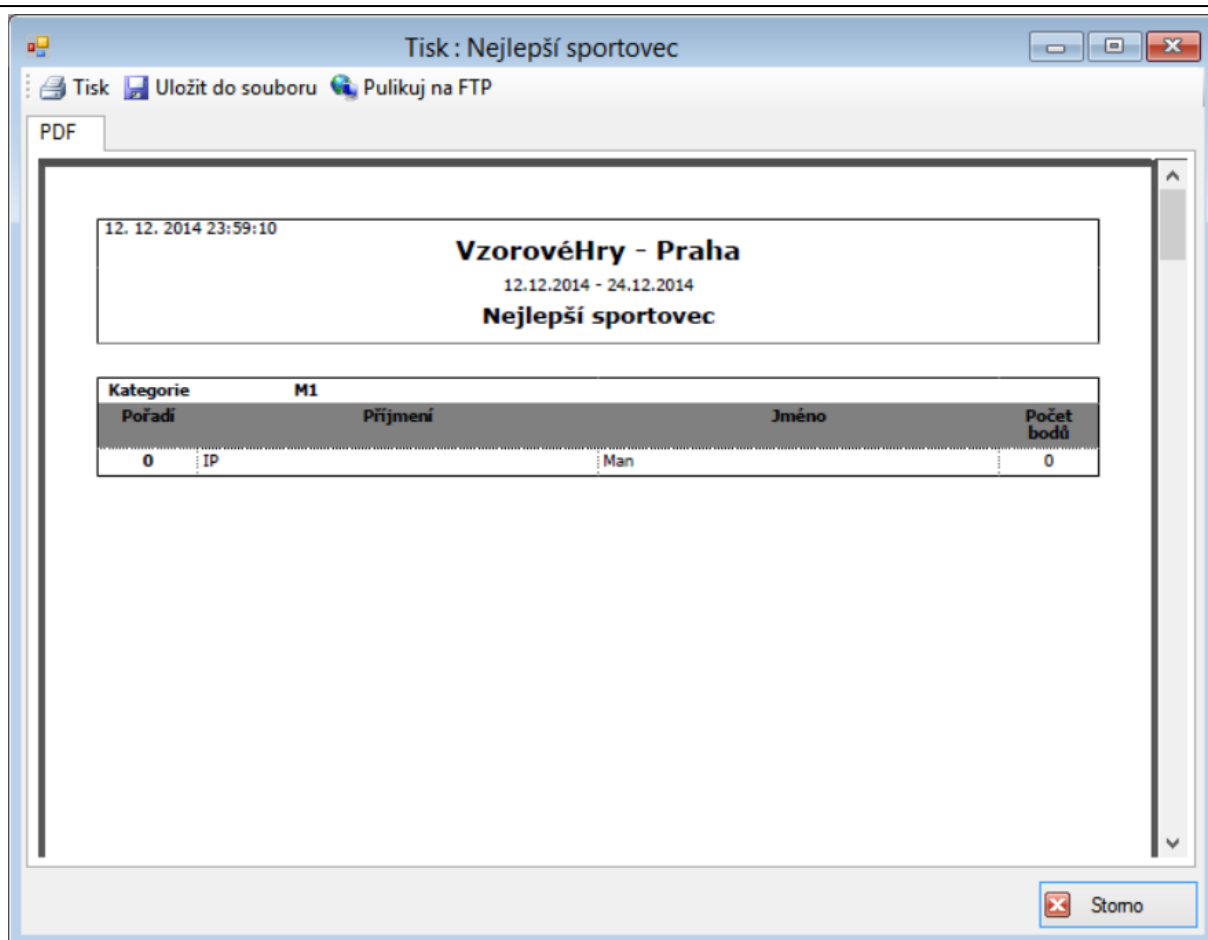 Tisk : Nejlepší sportovec
Tisk Uložit do souboru Pulikuj na FTP
PDF
12. 12. 2014 23:59:10
VzorovéHry - Praha
12.12.2014 - 24.12.2014
Nejlepší sportovec
Kategorie M1
Pořadí Příjmení Jméno Počet bodů
0 IP Man 0
Storno